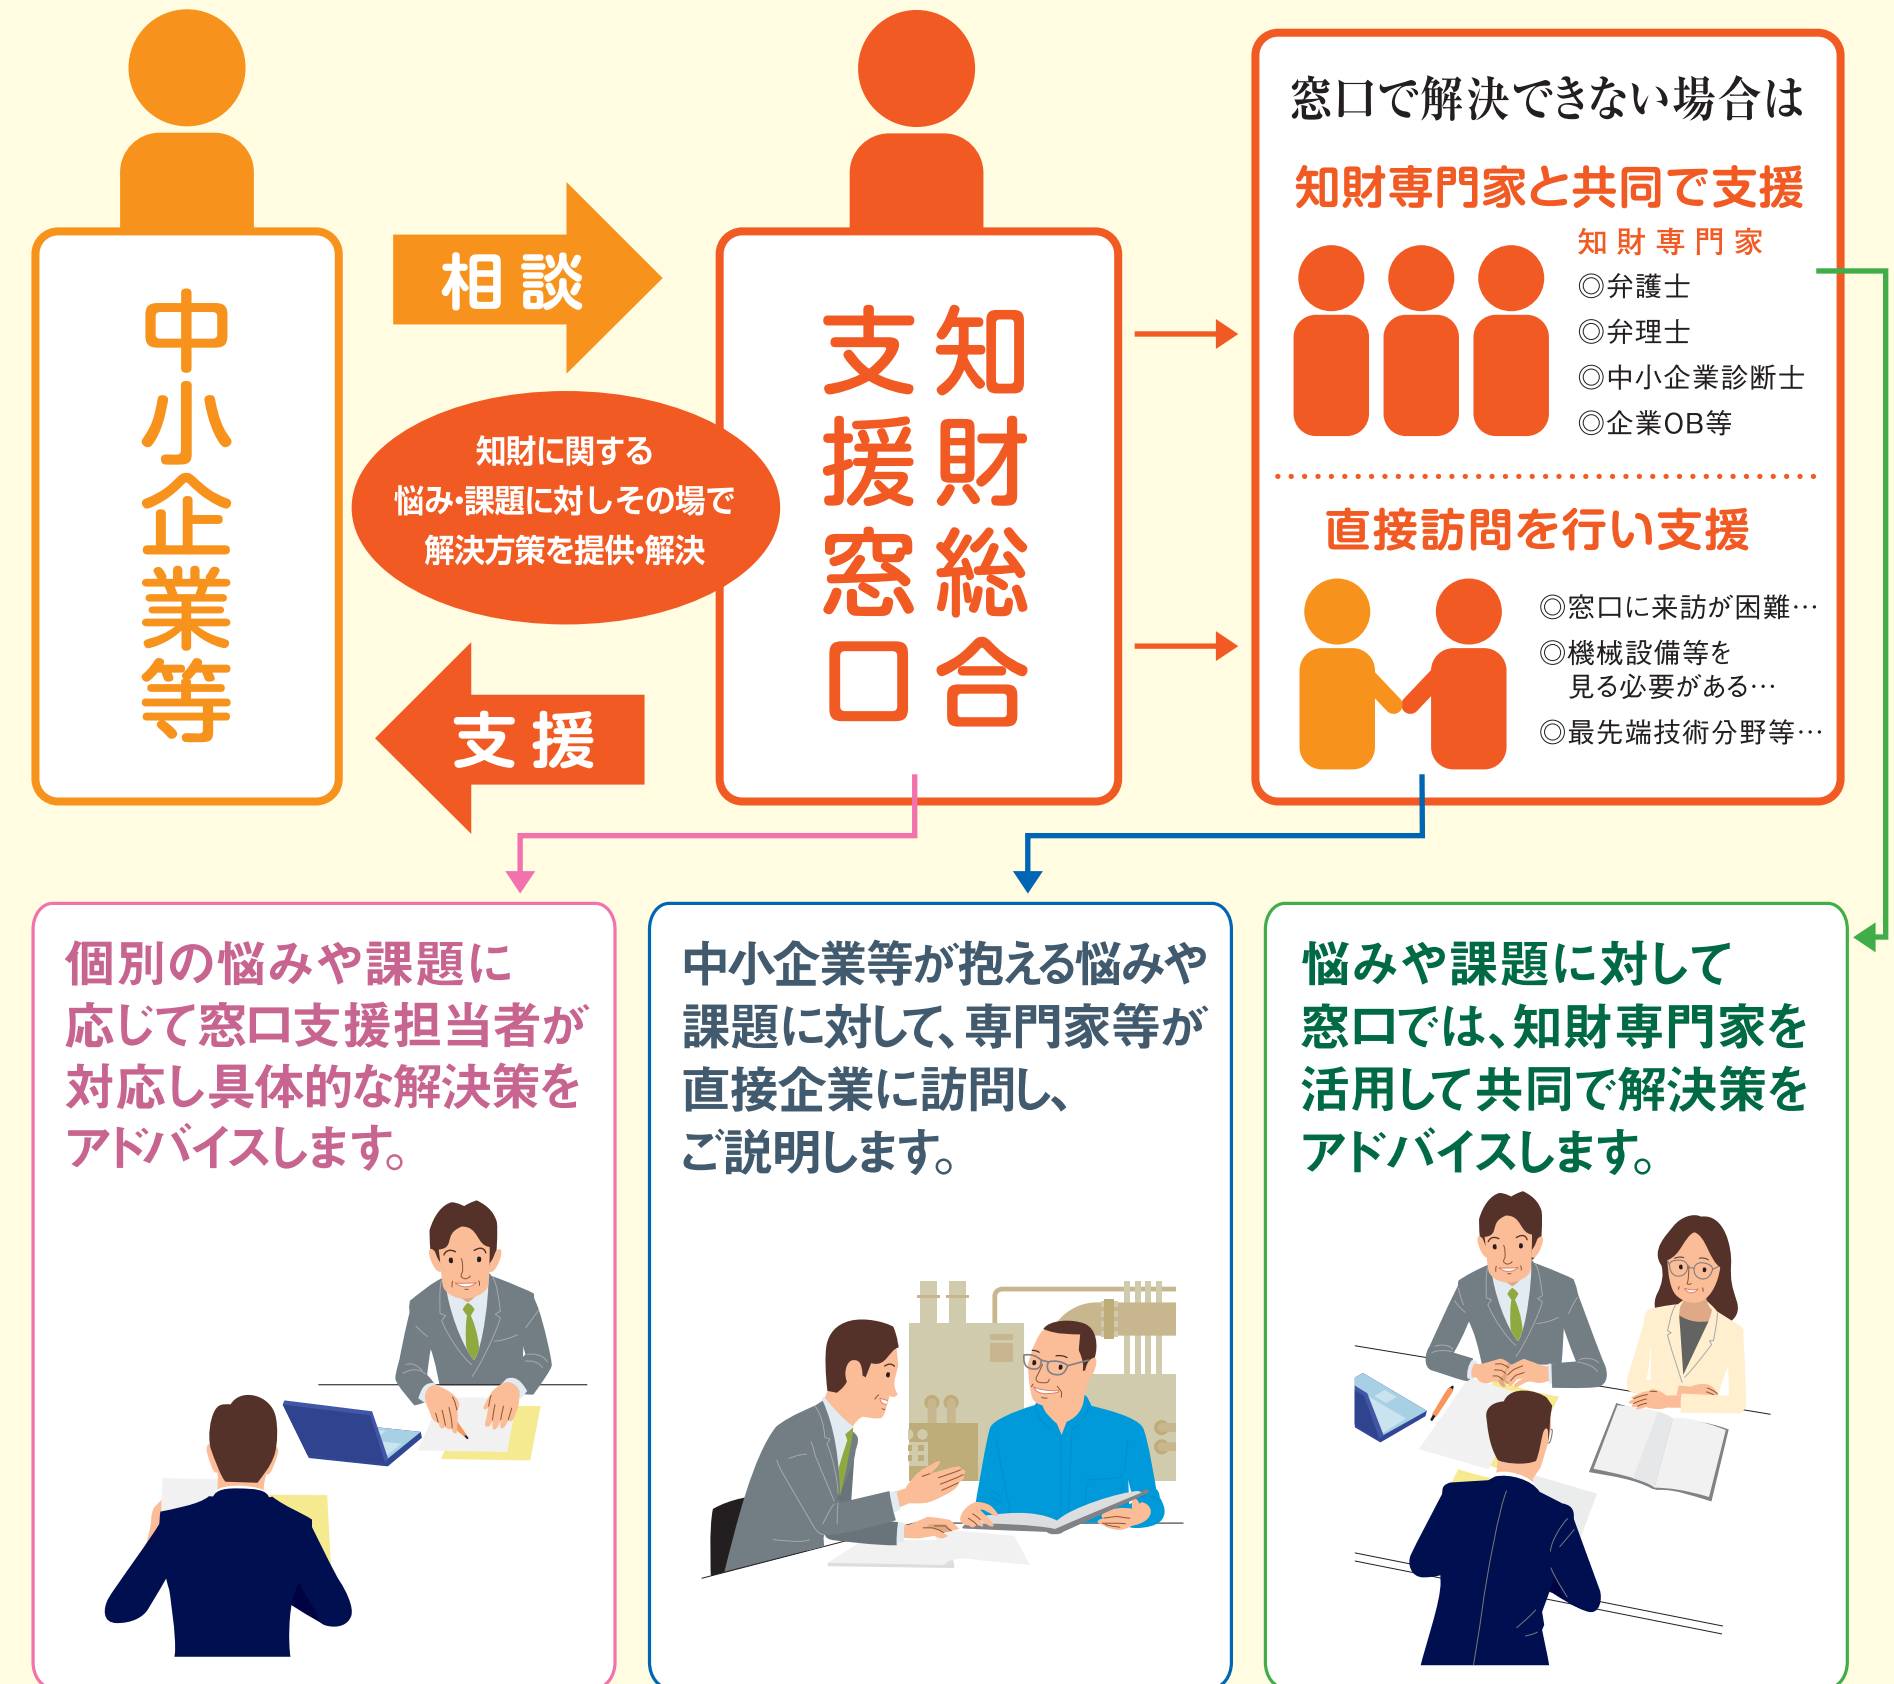 中小企業等
相談
知財に関する
悩み・課題に対しその場で
解決方策を提供・解決
支援
知財総合
支援窓口
窓口で解決できない場合は
知財専門家と共同で支援
知財専門家
◎弁護士
◎弁理士
◎中小企業診断士
◎企業OB等
直接訪問を行い支援
◎窓口に来訪が困難…
◎機械設備等を
見る必要がある…
◎最先端技術分野等…
個別の悩みや課題に
応じて窓口支援担当者が
対応し具体的な解決策を
アドバイスします。
中小企業等が抱える悩みや
課題に対して、専門家等が
直接企業に訪問し、
ご説明します。
悩みや課題に対して
窓口では、知財専門家を
活用して共同で解決策を
アドバイスします。